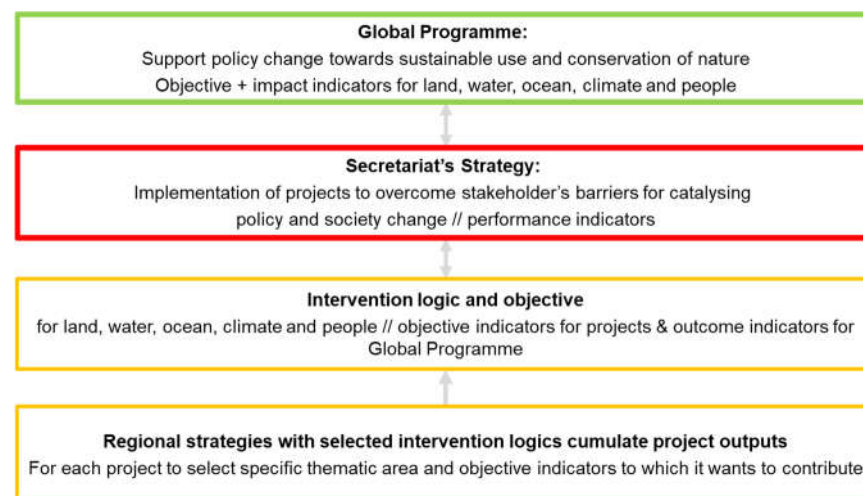 Global Programme:
Support policy change towards sustainable use and conservation of nature
Objective + impact indicators for land, water, ocean, climate and people
Secretariat's Strategy:
Implementation of projects to overcome stakeholder's barriers for catalysing
policy and society change // performance indicators
Intervention logic and objective
for land, water, ocean, climate and people // objective indicators for projects & outcome indicators for
Global Programme
Regional strategies with selected intervention logics cumulate project outputs
For each project to select specific thematic area and objective indicators to which it wants to contribute